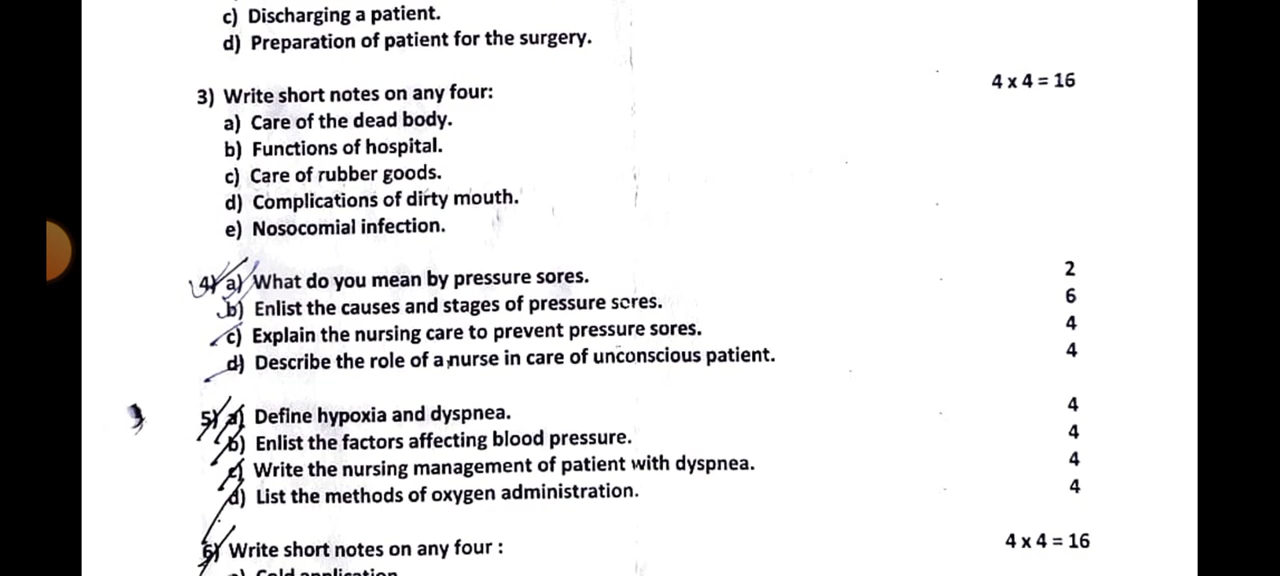 c) Discharging a patient.
d) Preparation of patient for the surgery.
3) Write short notes on any four: 4 x 4 = 16
a) Care of the dead body.
b) Functions of hospital.
c) Care of rubber goods.
d) Complications of dirty mouth.
e) Nosocomial infection.
4) a) What do you mean by pressure sores. 2
b) Enlist the causes and stages of pressure sores. 6
c) Explain the nursing care to prevent pressure sores. 4
d) Describe the role of a nurse in care of unconscious patient. 4
5) a) Define hypoxia and dyspnea. 4
b) Enlist the factors affecting blood pressure. 4
c) Write the nursing management of patient with dyspnea. 4
d) List the methods of oxygen administration. 4
6) Write short notes on any four : 4 x 4 = 16
a) Cold application